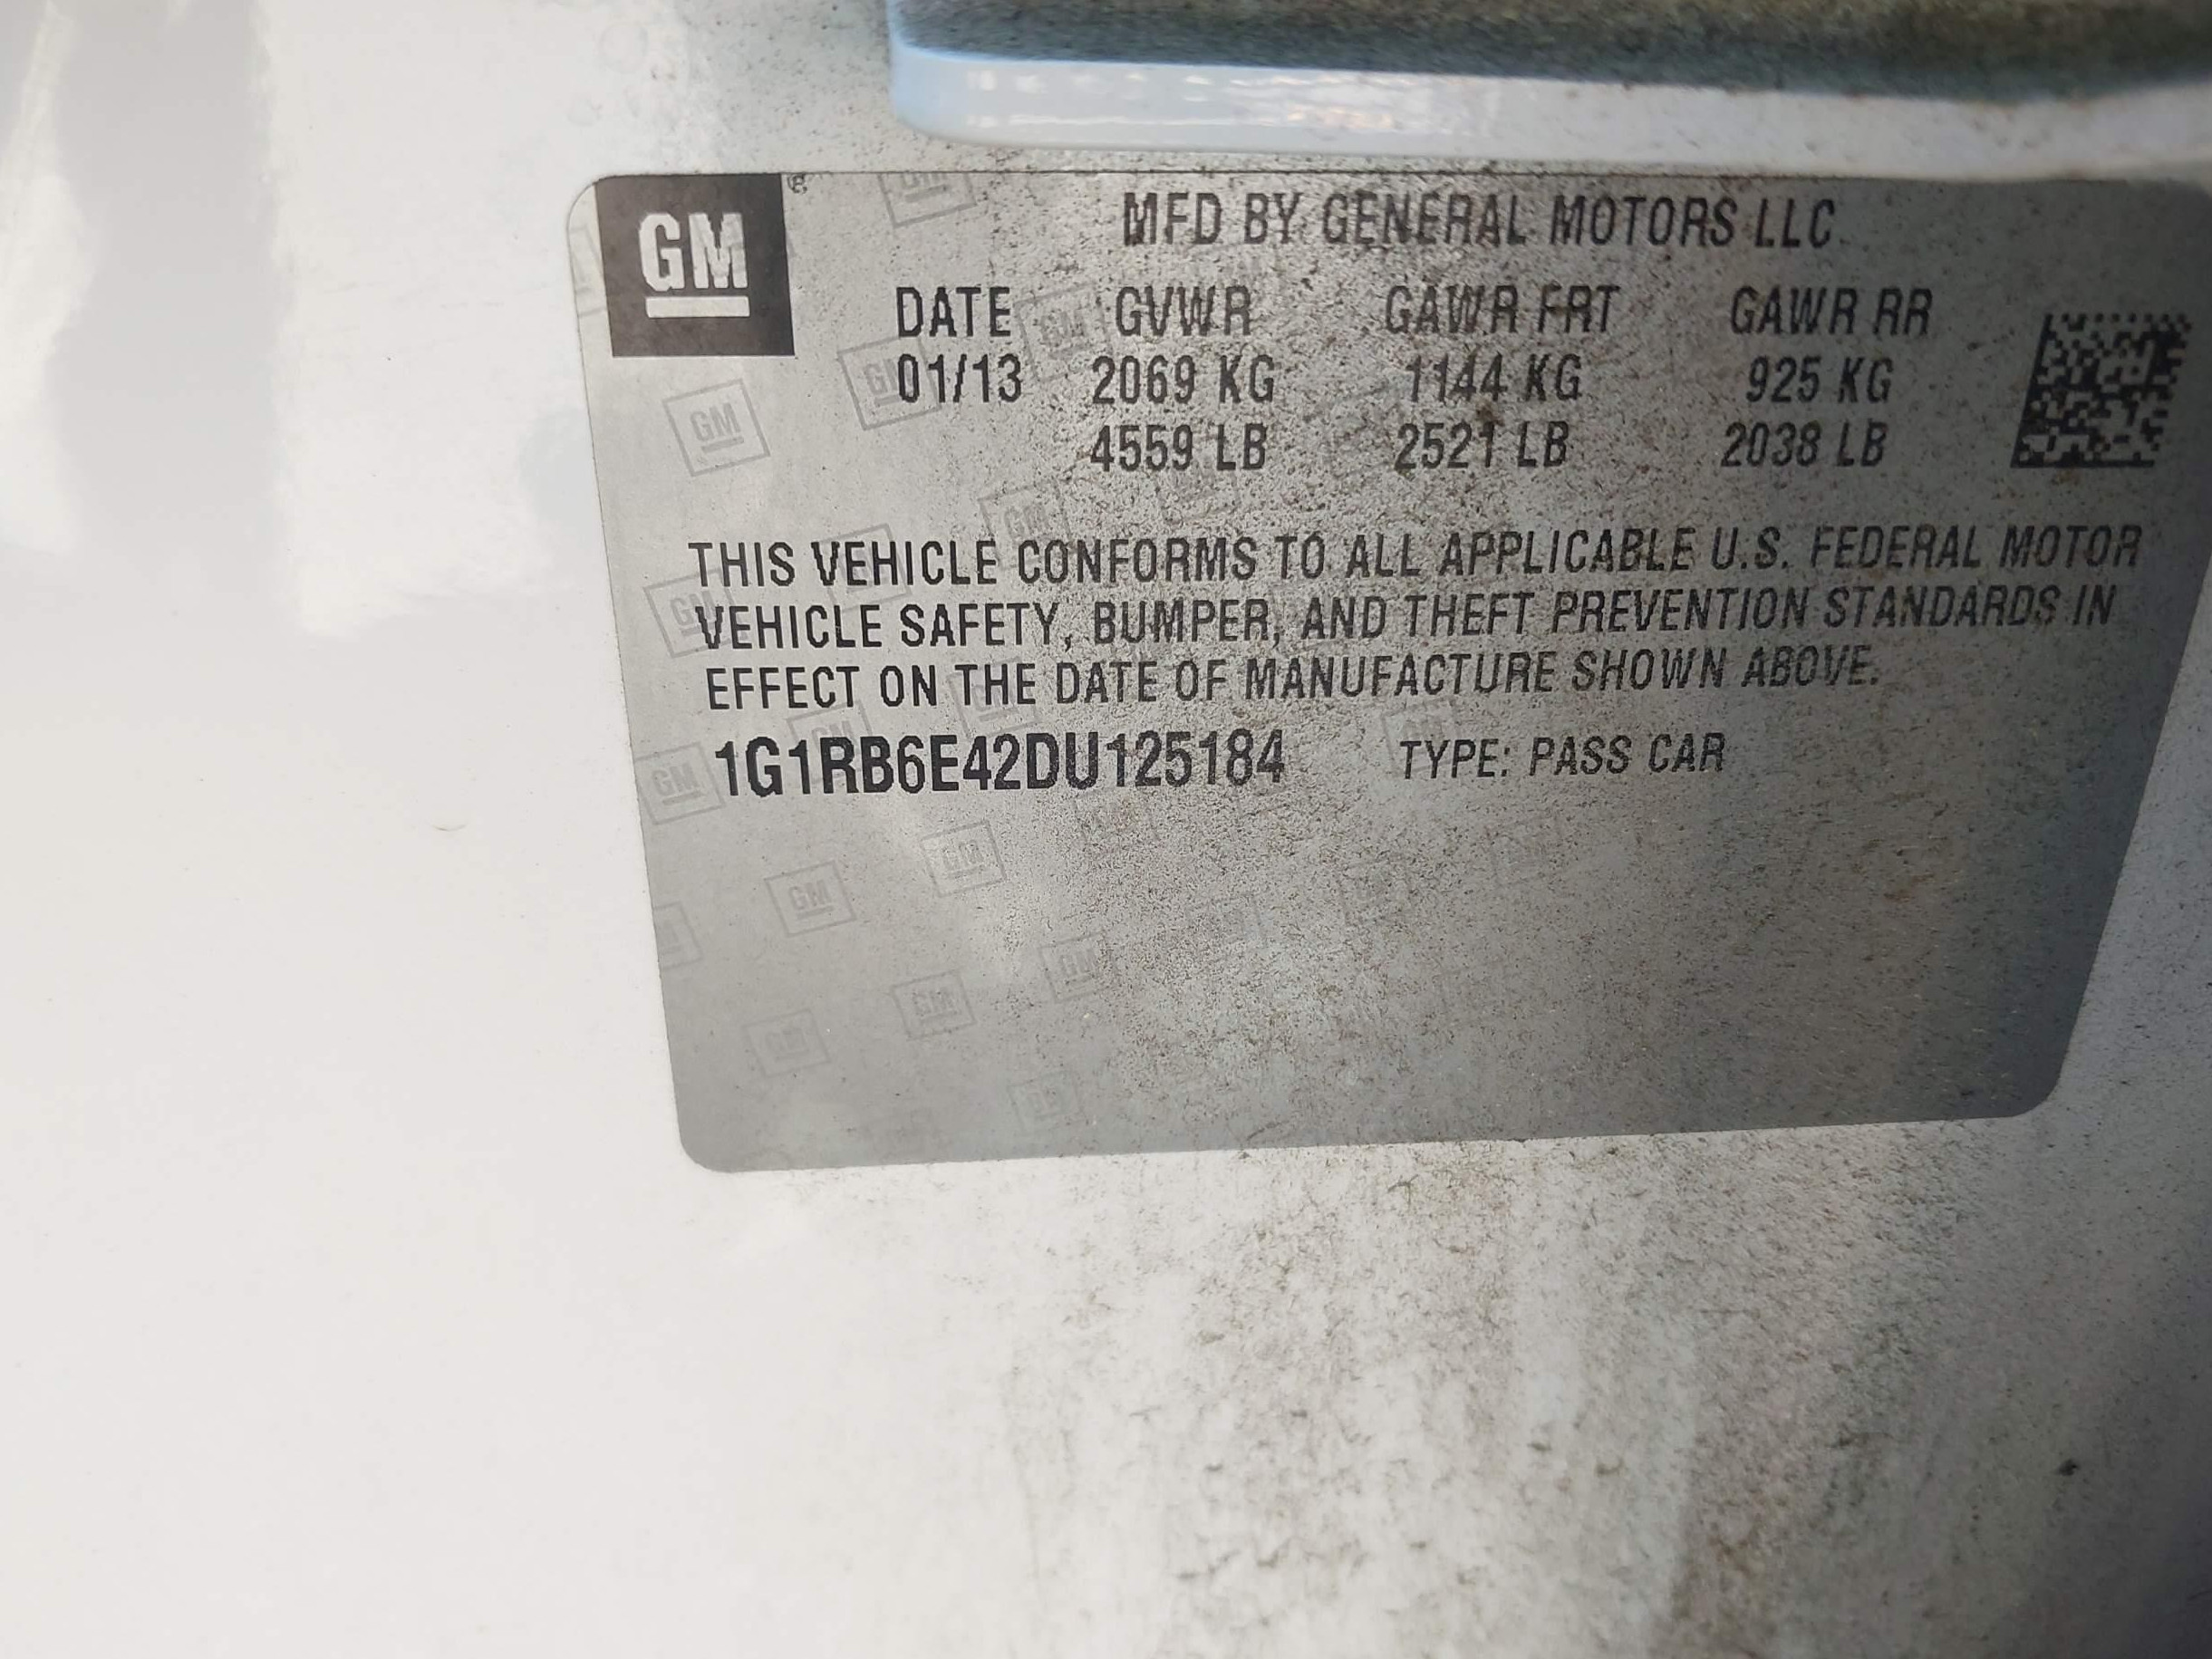 GM
MFD BY GENERAL MOTORS LLC
DATE GVWR GAWR FRT GAWR RR
01/13 2069 KG 1144 KG 925 KG
4559 LB 2521 LB 2038 LB
THIS VEHICLE CONFORMS TO ALL APPLICABLE U.S. FEDERAL MOTOR
VEHICLE SAFETY, BUMPER, AND THEFT PREVENTION STANDARDS IN
EFFECT ON THE DATE OF MANUFACTURE SHOWN ABOVE.
1G1RB6E42DU125184 TYPE: PASS CAR